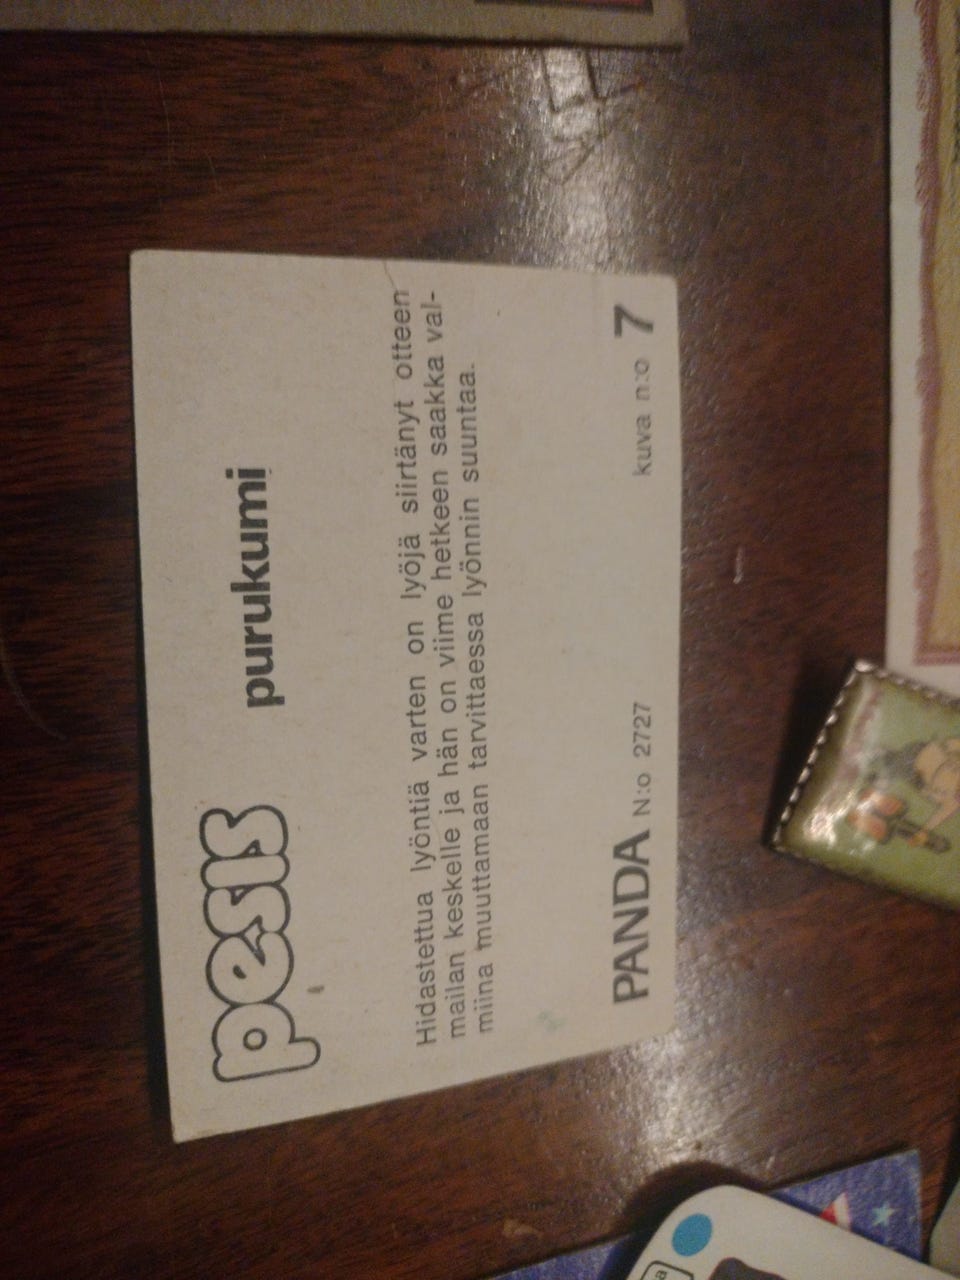 pesis purukumi
Hidastettua lyöntiä varten on lyöjä siirtänyt otteen
mailan keskelle ja hän on viime hetkeen saakka val-
miina muuttamaan tarvittaessa lyönnin suuntaa.
PANDA N:o 2727 kuva n:o 7